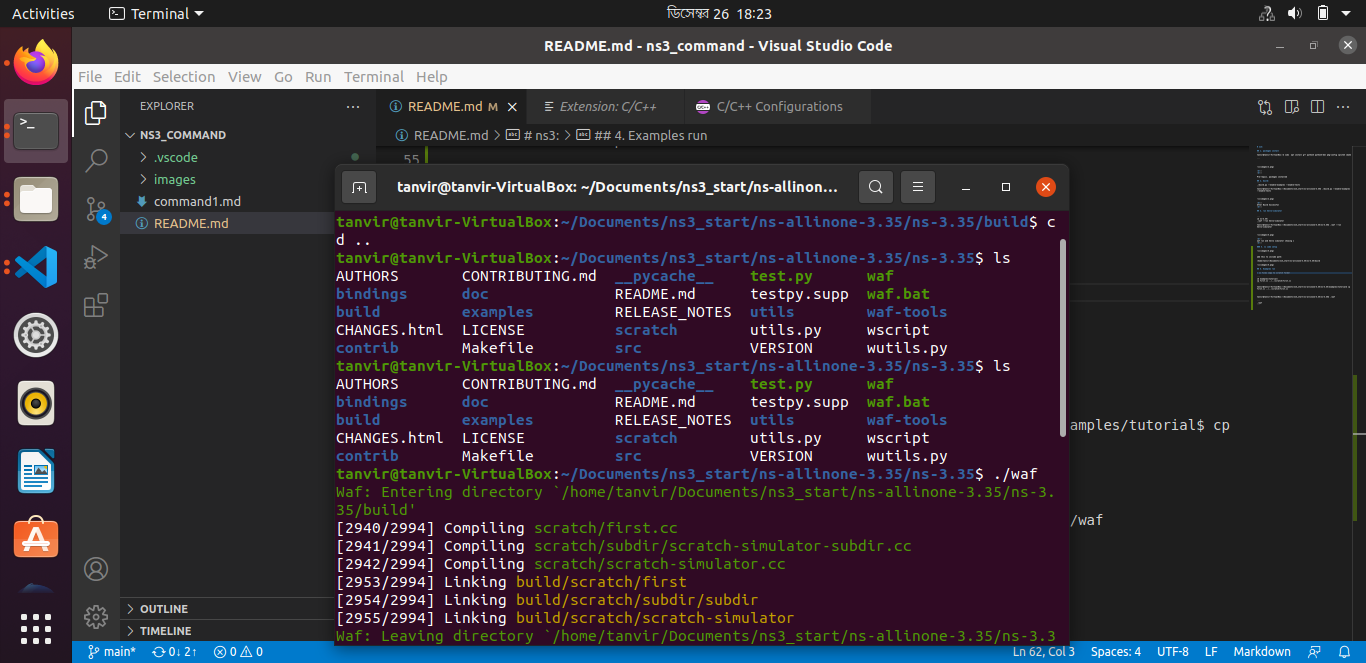 Activities Terminal ডিসেম্বর 26 18:23
README.md - ns3_command - Visual Studio Code
File Edit Selection View Go Run Terminal Help
EXPLORER
README.md M Extension: C/C++ C/C++ Configurations
NS3_COMMAND
README.md > # ns3: > ## 4. Examples run
.vscode
55
images
command1.md
4
README.md
tanvir@tanvir-VirtualBox: ~/Documents/ns3_start/ns-allinon...
tanvir@tanvir-VirtualBox:~/Documents/ns3_start/ns-allinone-3.35/ns-3.35/build$ c
d ..
tanvir@tanvir-VirtualBox:~/Documents/ns3_start/ns-allinone-3.35/ns-3.35$ ls
AUTHORS CONTRIBUTING.md __pycache__ test.py waf
bindings doc README.md testpy.supp waf.bat
build examples RELEASE_NOTES utils waf-tools
CHANGES.html LICENSE scratch utils.py wscript
contrib Makefile src VERSION wutils.py
tanvir@tanvir-VirtualBox:~/Documents/ns3_start/ns-allinone-3.35/ns-3.35$ ls
AUTHORS CONTRIBUTING.md __pycache__ test.py waf
bindings doc README.md testpy.supp waf.bat
build examples RELEASE_NOTES utils waf-tools
CHANGES.html LICENSE scratch utils.py wscript
contrib Makefile src VERSION wutils.py
amples/tutorial$ cp
tanvir@tanvir-VirtualBox:~/Documents/ns3_start/ns-allinone-3.35/ns-3.35$ ./waf
Waf: Entering directory `/home/tanvir/Documents/ns3_start/ns-allinone-3.35/ns-3.
35/build'
/waf
[2940/2994] Compiling scratch/first.cc
[2941/2994] Compiling scratch/subdir/scratch-simulator-subdir.cc
[2942/2994] Compiling scratch/scratch-simulator.cc
[2953/2994] Linking build/scratch/first
[2954/2994] Linking build/scratch/subdir/subdir
[2955/2994] Linking build/scratch/scratch-simulator
Waf: Leaving directory `/home/tanvir/Documents/ns3_start/ns-allinone-3.35/ns-3.3
OUTLINE
TIMELINE
main* 0↓ 2↑ 0 0 Ln 62, Col 3 Spaces: 4 UTF-8 LF Markdown